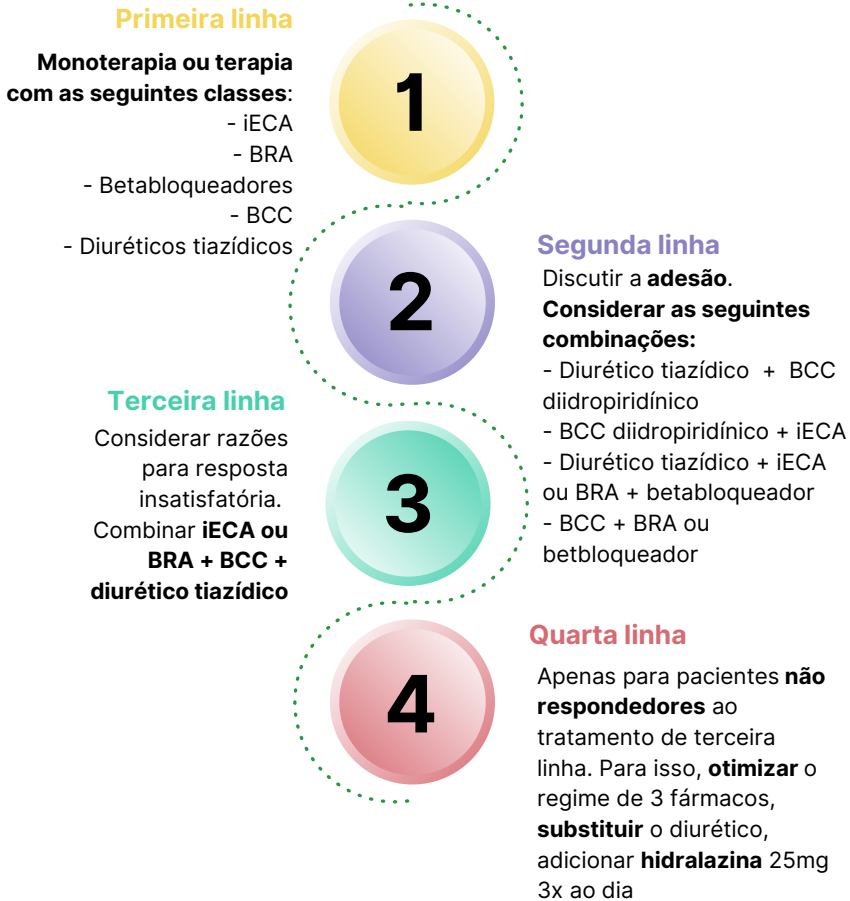 Primeira linha
Monoterapia ou terapia
com as seguintes classes:
- iECA
- BRA
- Betabloqueadores
- BCC
- Diuréticos tiazídicos
1
2
Segunda linha
Discutir a adesão.
Considerar as seguintes
combinações:
- Diurético tiazídico + BCC
diidropiridínico
- BCC diidropiridínico + iECA
- Diurético tiazídico + iECA
ou BRA + betabloqueador
- BCC + BRA ou
betbloqueador
Terceira linha
Considerar razões
para resposta
insatisfatória.
Combinar iECA ou
BRA + BCC +
diurético tiazídico
3
4
Quarta linha
Apenas para pacientes não
respondedores ao
tratamento de terceira
linha. Para isso, otimizar o
regime de 3 fármacos,
substituir o diurético,
adicionar hidralazina 25mg
3x ao dia